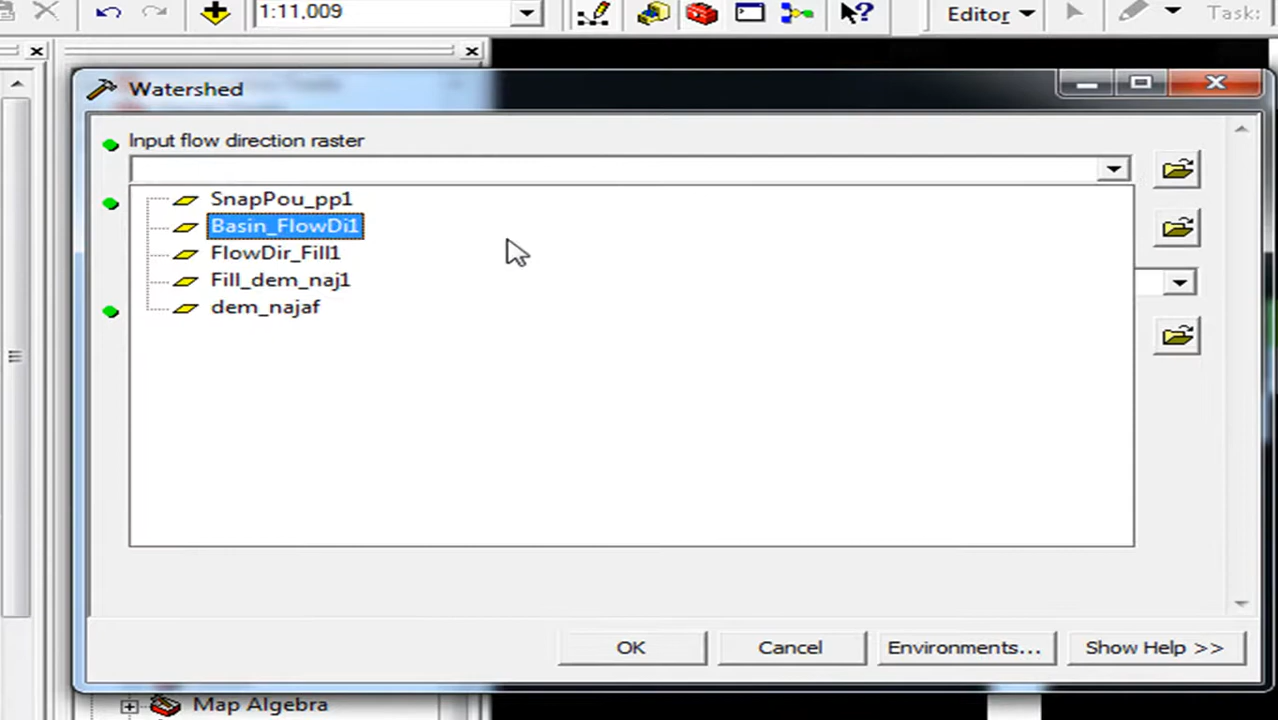 1:11,009
Editor
Task:
Watershed
Input flow direction raster
SnapPou_pp1
Basin_FlowDi1
FlowDir_Fill1
Fill_dem_naj1
dem_najaf
OK
Cancel
Environments...
Show Help >>
Map Algebra